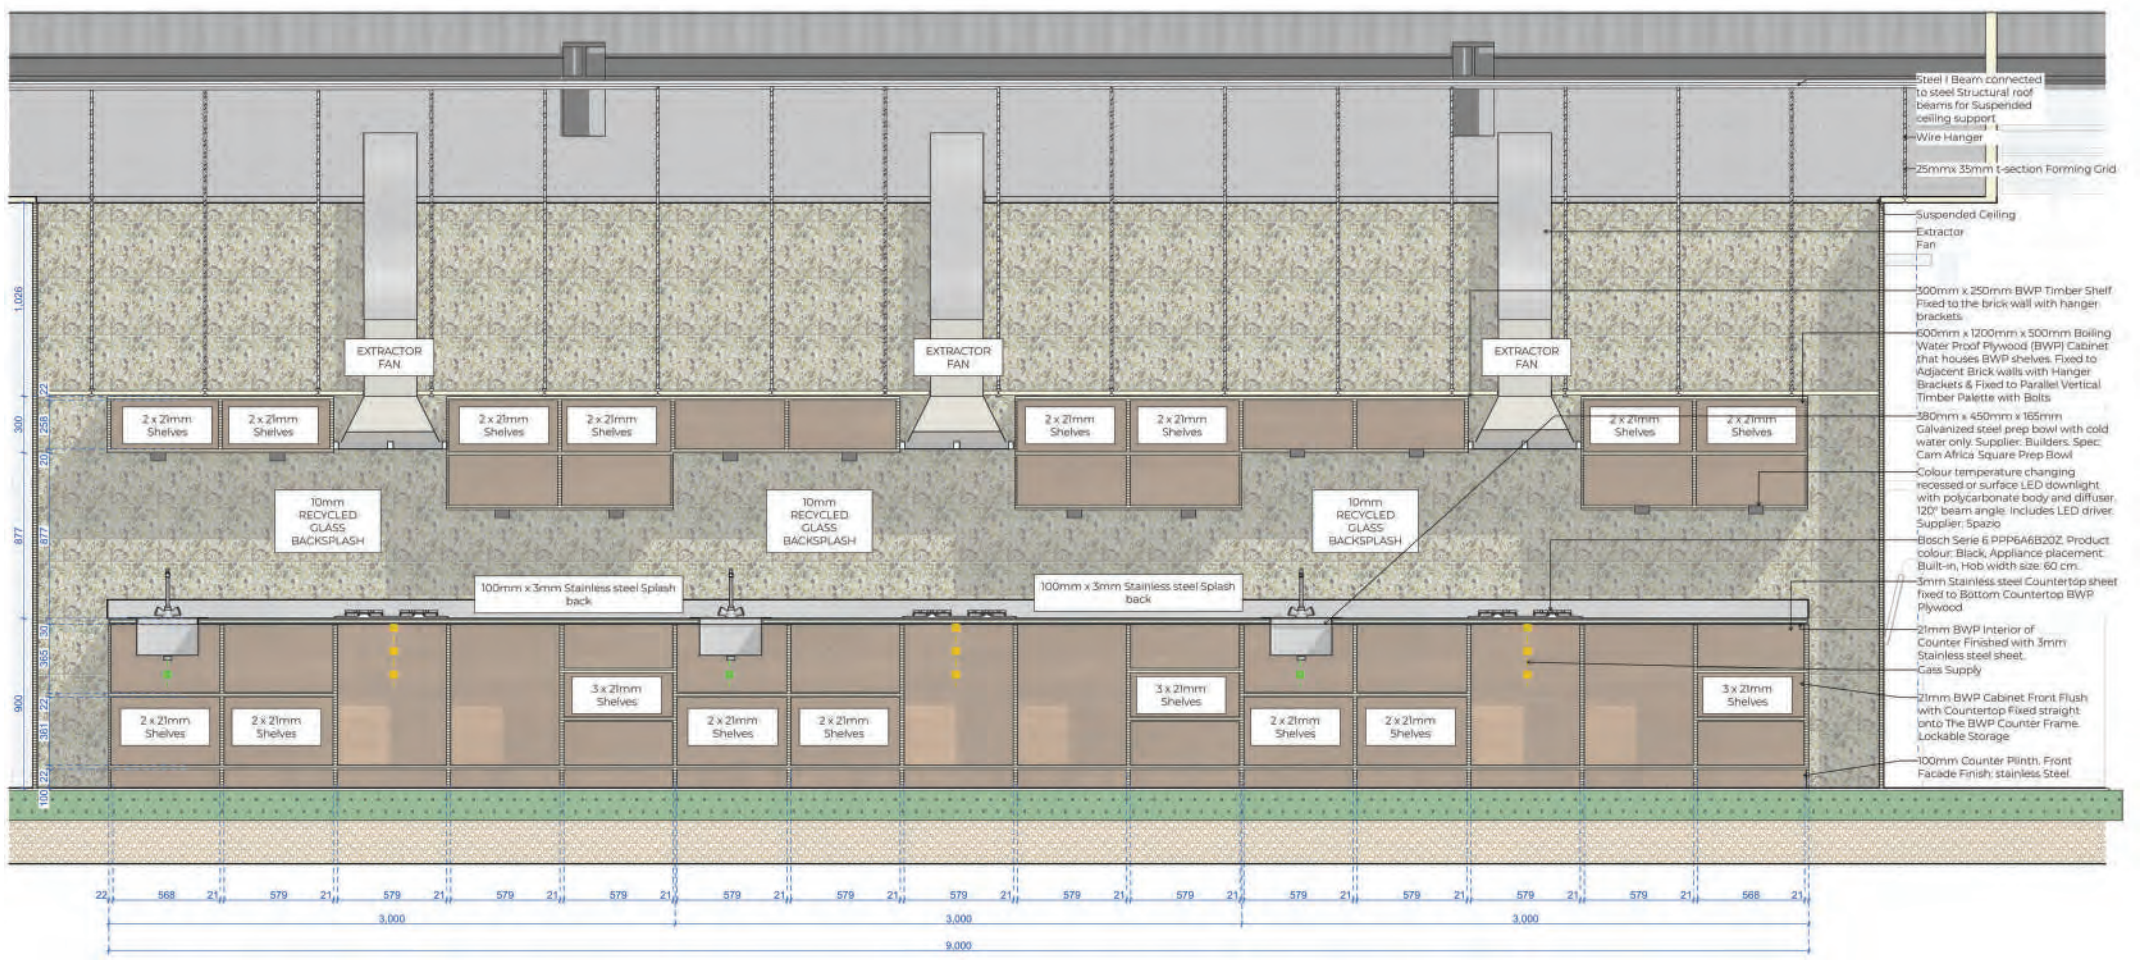 Steel I Beam connected
to steel Structural roof
beams for Suspended
ceiling support
Wire Hanger
25mmx 35mm t-section Forming Grid
Suspended Ceiling
Extractor
Fan
300mm x 250mm BWP Timber Shelf
Fixed to the brick wall with hanger
brackets
600mm x 1200mm x 500mm Boiling
Water Proof Plywood (BWP) Cabinet
that houses BWP shelves. Fixed to
Adjacent Brick walls with Hanger
Brackets & Fixed to Parallel Vertical
Timber Palette with Bolts
380mm x 450mm x 165mm
Galvanized steel prep bowl with cold
water only. Supplier: Builders. Spec:
Cam Africa Square Prep Bowl
Colour temperature changing
recessed or surface LED downlight
with polycarbonate body and diffuser.
120° beam angle. Includes LED driver.
Supplier: Spazio
Bosch Serie 6 PPP6A6B20Z. Product
colour: Black, Appliance placement:
Built-in, Hob width size: 60 cm.
3mm Stainless steel Countertop sheet
fixed to Bottom Countertop BWP
Plywood
21mm BWP Interior of
Counter Finished with 3mm
Stainless steel sheet.
Gass Supply
21mm BWP Cabinet Front Flush
with Countertop Fixed straight
onto The BWP Counter Frame.
Lockable Storage
100mm Counter Plinth. Front
Facade Finish: stainless Steel.
EXTRACTOR
FAN
EXTRACTOR
FAN
EXTRACTOR
FAN
2 x 21mm
Shelves
2 x 21mm
Shelves
2 x 21mm
Shelves
2 x 21mm
Shelves
2 x 21mm
Shelves
2 x 21mm
Shelves
2 x 21mm
Shelves
2 x 21mm
Shelves
10mm
RECYCLED
GLASS
BACKSPLASH
10mm
RECYCLED
GLASS
BACKSPLASH
10mm
RECYCLED
GLASS
BACKSPLASH
100mm x 3mm Stainless steel Splash
back
100mm x 3mm Stainless steel Splash
back
3 x 21mm
Shelves
3 x 21mm
Shelves
3 x 21mm
Shelves
2 x 21mm
Shelves
2 x 21mm
Shelves
2 x 21mm
Shelves
2 x 21mm
Shelves
2 x 21mm
Shelves
2 x 21mm
Shelves
1,026
300
877
900
22
258
20
877
30
365
22
361
22
100
22 568 21 579 21 579 21 579 21 579 21 579 21 579 21 579 21 579 21 579 21 579 21 579 21 579 21 579 21 568 21
3,000 3,000 3,000
9,000